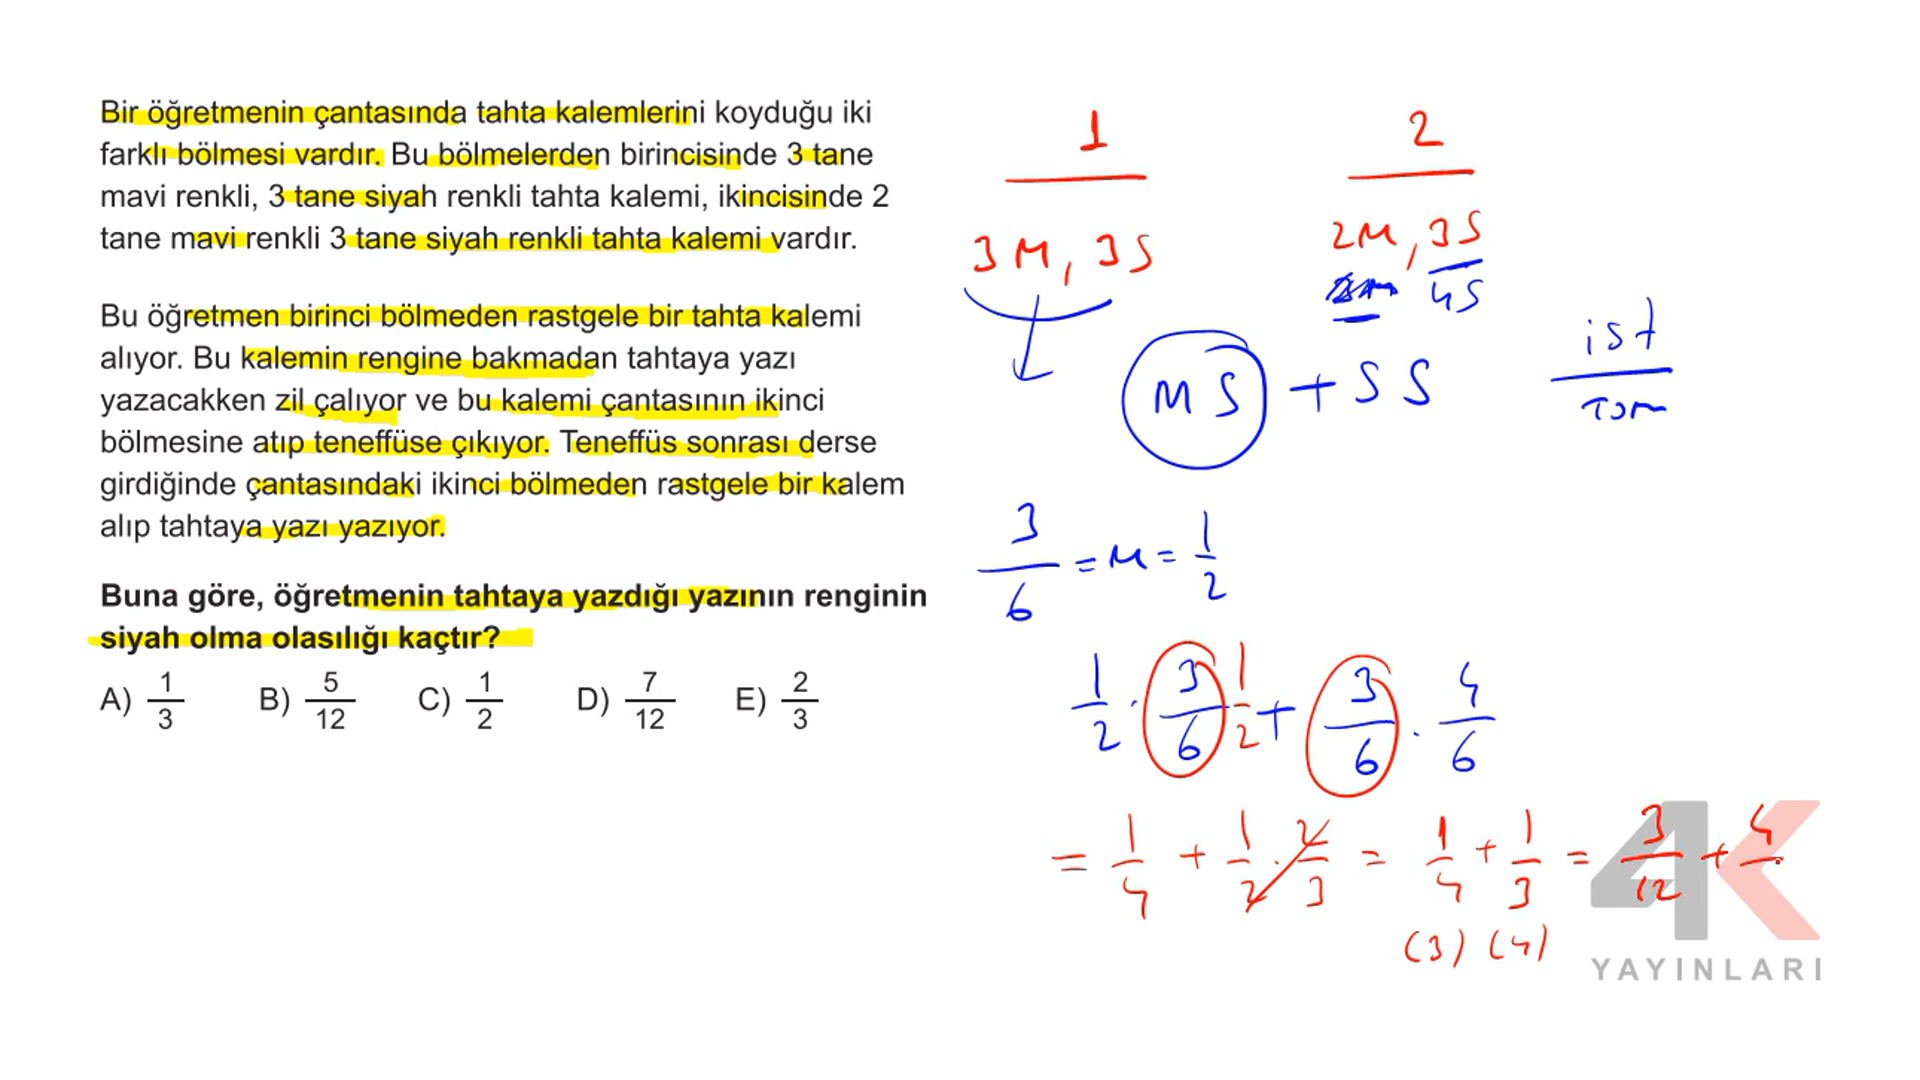 Bir öğretmenin çantasında tahta kalemlerini koyduğu iki
farklı bölmesi vardır. Bu bölmelerden birincisinde 3 tane
mavi renkli, 3 tane siyah renkli tahta kalemi, ikincisinde 2
tane mavi renkli 3 tane siyah renkli tahta kalemi vardır.
Bu öğretmen birinci bölmeden rastgele bir tahta kalemi
alıyor. Bu kalemin rengine bakmadan tahtaya yazı
yazacakken zil çalıyor ve bu kalemi çantasının ikinci
bölmesine atıp teneffüse çıkıyor. Teneffüs sonrası derse
girdiğinde çantasındaki ikinci bölmeden rastgele bir kalem
alıp tahtaya yazı yazıyor.
Buna göre, öğretmenin tahtaya yazdığı yazının renginin
siyah olma olasılığı kaçtır?
A) 1/3 B) 5/12 C) 1/2 D) 7/12 E) 2/3
1 2
3M, 3S 2M, 3S
4S
MS + SS ist/Tüm
3/6 = M = 1/2
1/2 · 3/6 1/2 + 3/6 · 4/6
= 1/4 + 1/2 · 2/3 = 1/4 + 1/3 = 3/12 + 4
(3) (4)
4K
YAYINLARI